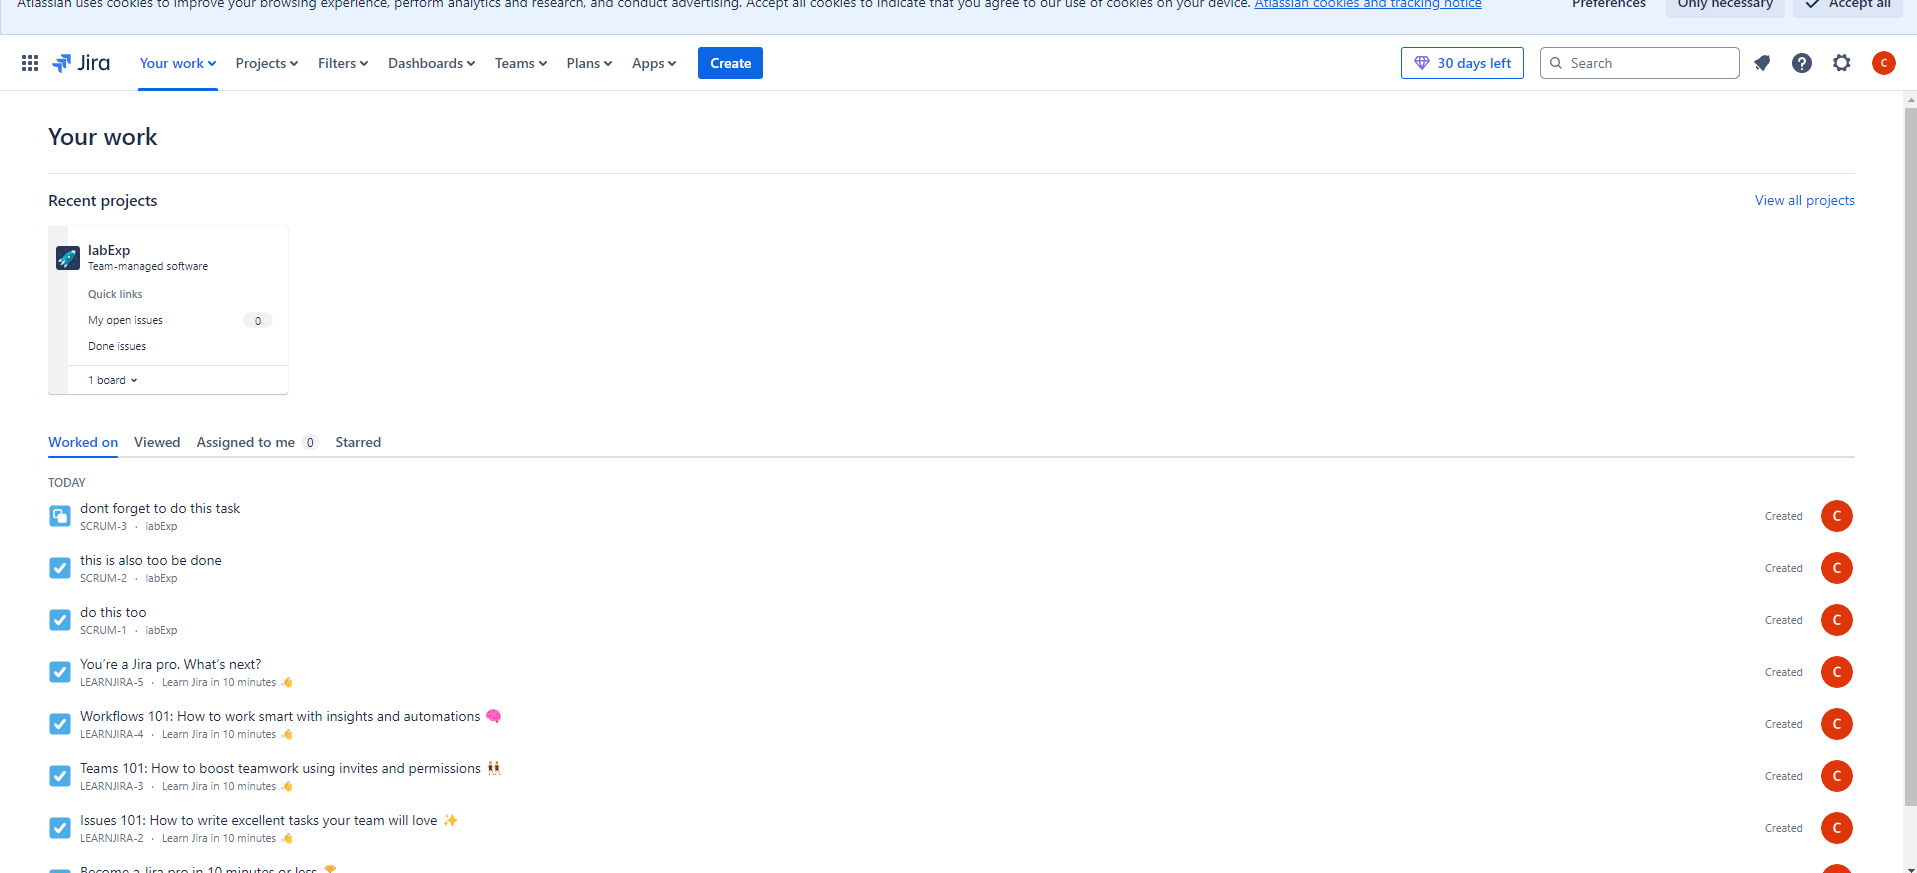 Atlassian uses cookies to improve your browsing experience, perform analytics and research, and conduct advertising. Accept all cookies to indicate that you agree to our use of cookies on your device. Atlassian cookies and tracking notice Preferences Only necessary Accept all
Jira Your work Projects Filters Dashboards Teams Plans Apps Create 30 days left Search C
Your work
Recent projects View all projects
labExp
Team-managed software
Quick links
My open issues 0
Done issues
1 board
Worked on Viewed Assigned to me 0 Starred
TODAY
dont forget to do this task
SCRUM-3 · labExp Created C
this is also too be done
SCRUM-2 · labExp Created C
do this too
SCRUM-1 · labExp Created C
You’re a Jira pro. What’s next?
LEARNJIRA-5 · Learn Jira in 10 minutes 👋 Created C
Workflows 101: How to work smart with insights and automations 🧠
LEARNJIRA-4 · Learn Jira in 10 minutes 👋 Created C
Teams 101: How to boost teamwork using invites and permissions 👯
LEARNJIRA-3 · Learn Jira in 10 minutes 👋 Created C
Issues 101: How to write excellent tasks your team will love ✨
LEARNJIRA-2 · Learn Jira in 10 minutes 👋 Created C
Become a Jira pro in 10 minutes or less 🏆